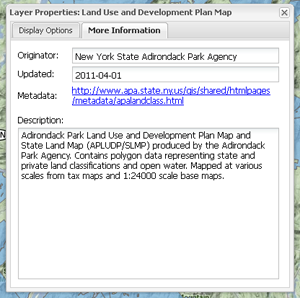 Layer Properties: Land Use and Development Plan Map
Display Options
More Information
Originator: New York State Adirondack Park Agency
Updated: 2011-04-01
Metadata: http://www.apa.state.ny.us/gis/shared/htmlpages
/metadata/apalandclass.html
Description:
Adirondack Park Land Use and Development Plan Map and
State Land Map (APLUDP/SLMP) produced by the Adirondack
Park Agency. Contains polygon data representing state and
private land classifications and open water. Mapped at various
scales from tax maps and 1:24000 scale base maps.